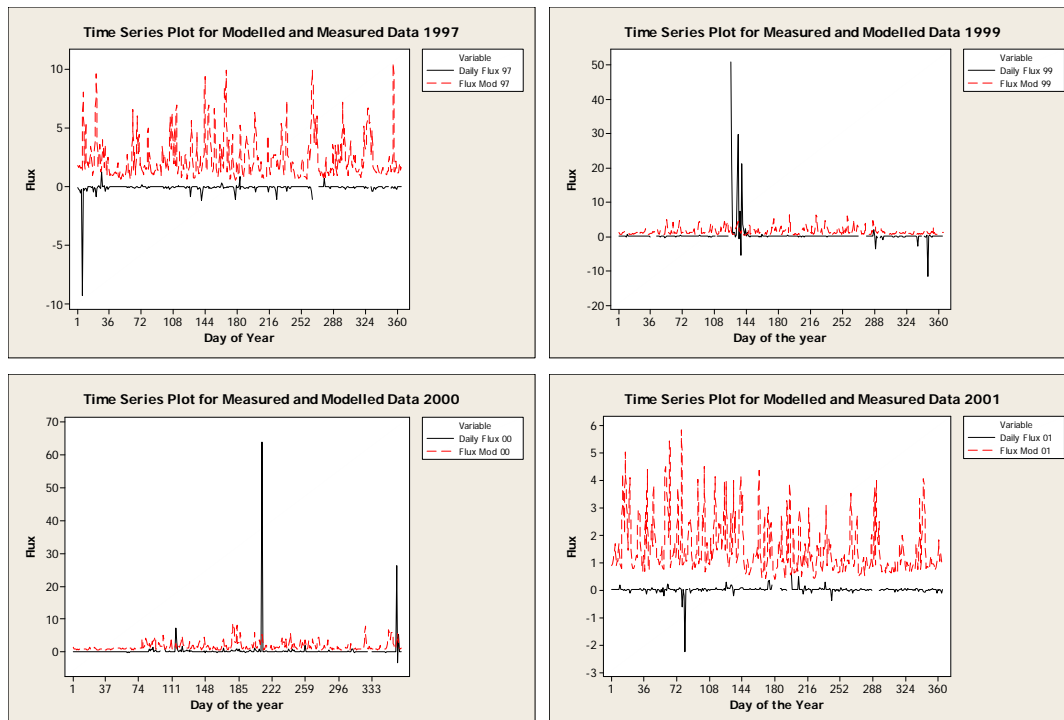 Time Series Plot for Modelled and Measured Data 1997
Variable
Daily Flux 97
Flux Mod 97
10
5
0
-5
-10
Flux
1 36 72 108 144 180 216 252 288 324 360
Day of Year
Time Series Plot for Measured and Modelled Data 1999
Variable
Daily Flux 99
Flux Mod 99
50
40
30
20
10
0
-10
-20
Flux
1 36 72 108 144 180 216 252 288 324 360
Day of the year
Time Series Plot for Measured and Modelled Data 2000
Variable
Daily Flux 00
Flux Mod 00
70
60
50
40
30
20
10
0
Flux
1 37 74 111 148 185 222 259 296 333
Day of the year
Time Series Plot for Modelled and Measured Data 2001
Variable
Daily Flux 01
Flux Mod 01
6
5
4
3
2
1
0
-1
-2
-3
Flux
1 36 72 108 144 180 216 252 288 324 360
Day of the Year